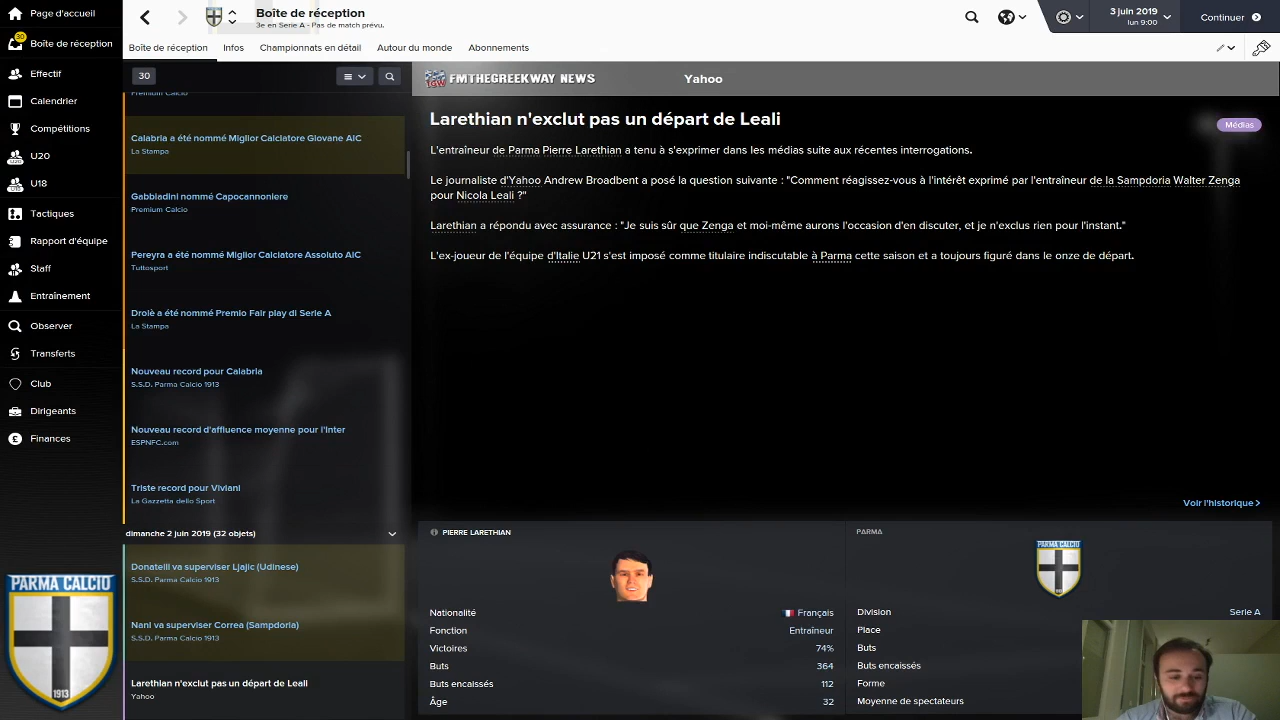 Page d'accueil
30
Boîte de réception
Effectif
Calendrier
Compétitions
U20
U20
U18
U18
Tactiques
Rapport d'équipe
Staff
Entraînement
Observer
Transferts
Club
Dirigeants
Finances
PARMA CALCIO
1913
Boîte de réception
3e en Serie A - Pas de match prévu.
3 juin 2019
lun 9:00
Continuer
Boîte de réception
Infos
Championnats en détail
Autour du monde
Abonnements
30
Premium Calcio
Calabria a été nommé Miglior Calciatore Giovane AIC
La Stampa
Gabbiadini nommé Capocannoniere
Premium Calcio
Pereyra a été nommé Miglior Calciatore Assoluto AIC
Tuttosport
Droiè a été nommé Premio Fair play di Serie A
La Stampa
Nouveau record pour Calabria
S.S.D. Parma Calcio 1913
Nouveau record d'affluence moyenne pour l'Inter
ESPNFC.com
Triste record pour Viviani
La Gazzetta dello Sport
dimanche 2 juin 2019 (32 objets)
Donatelli va superviser Ljajic (Udinese)
S.S.D. Parma Calcio 1913
Nani va superviser Correa (Sampdoria)
S.S.D. Parma Calcio 1913
Larethian n'exclut pas un départ de Leali
Yahoo
FMTHEGREEKWAY NEWS
Yahoo
Larethian n'exclut pas un départ de Leali
Médias
L'entraîneur de Parma Pierre Larethian a tenu à s'exprimer dans les médias suite aux récentes interrogations.
Le journaliste d'Yahoo Andrew Broadbent a posé la question suivante : "Comment réagissez-vous à l'intérêt exprimé par l'entraîneur de la Sampdoria Walter Zenga
pour Nicola Leali ?"
Larethian a répondu avec assurance : "Je suis sûr que Zenga et moi-même aurons l'occasion d'en discuter, et je n'exclus rien pour l'instant."
L'ex-joueur de l'équipe d'Italie U21 s'est imposé comme titulaire indiscutable à Parma cette saison et a toujours figuré dans le onze de départ.
Voir l'historique >
PIERRE LARETHIAN
Nationalité Français
Fonction Entraîneur
Victoires 74%
Buts 364
Buts encaissés 112
Âge 32
PARMA
PARMA CALCIO
Division Serie A
Place
Buts
Buts encaissés
Forme
Moyenne de spectateurs